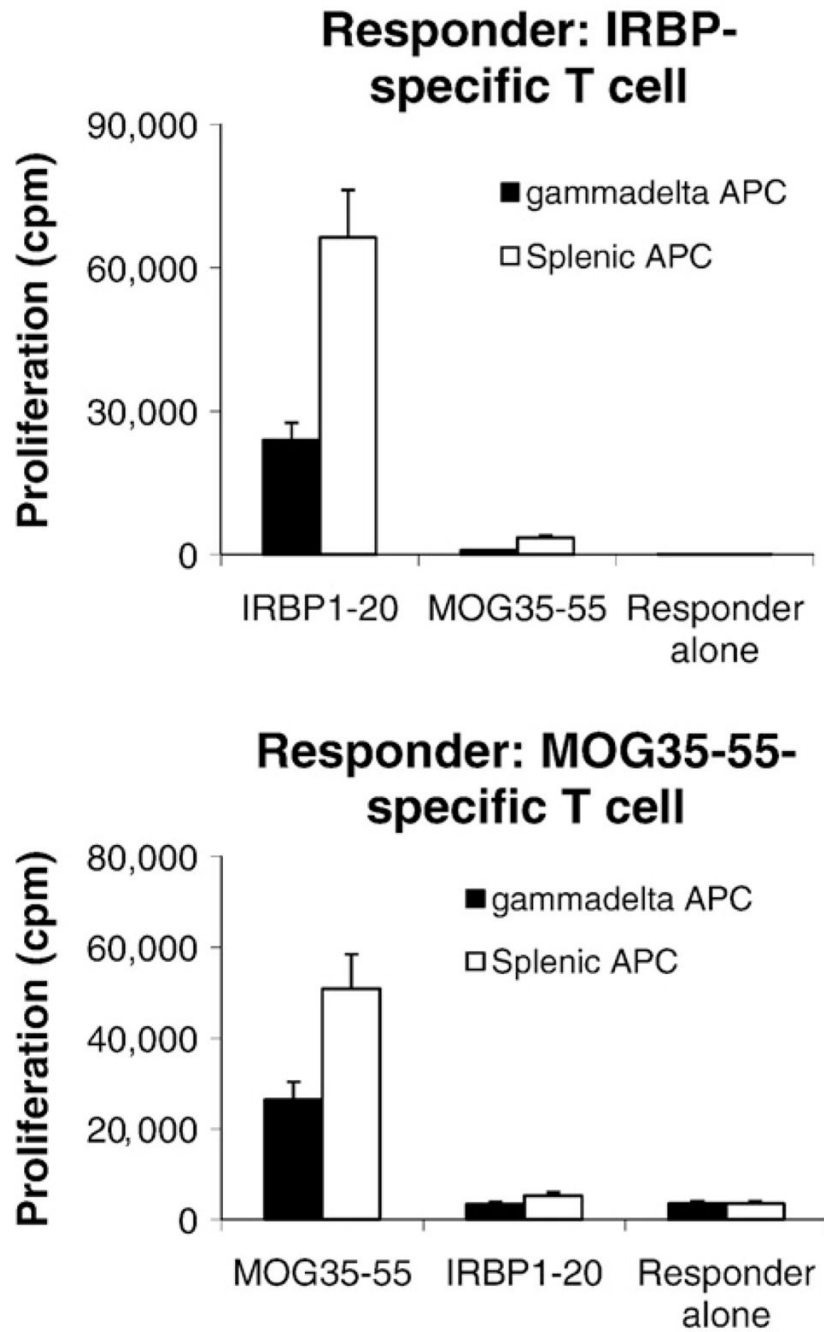 Responder: IRBP-
specific T cell
90,000
60,000
30,000
0
Proliferation (cpm)
gammadelta APC
Splenic APC
IRBP1-20 MOG35-55 Responder
alone
Responder: MOG35-55-
specific T cell
80,000
60,000
40,000
20,000
0
Proliferation (cpm)
gammadelta APC
Splenic APC
MOG35-55 IRBP1-20 Responder
alone